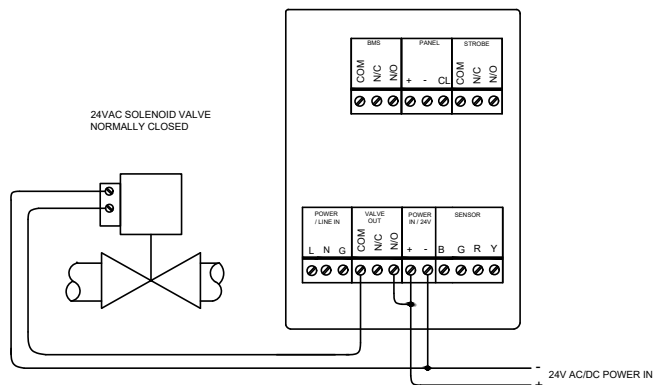 BMS PANEL STROBE
COM N/C N/O + - CL COM N/C N/O
24VAC SOLENOID VALVE
NORMALLY CLOSED
POWER / LINE IN VALVE OUT POWER IN / 24V SENSOR
L N G COM N/C N/O + - B G R Y
-
24V AC/DC POWER IN
+